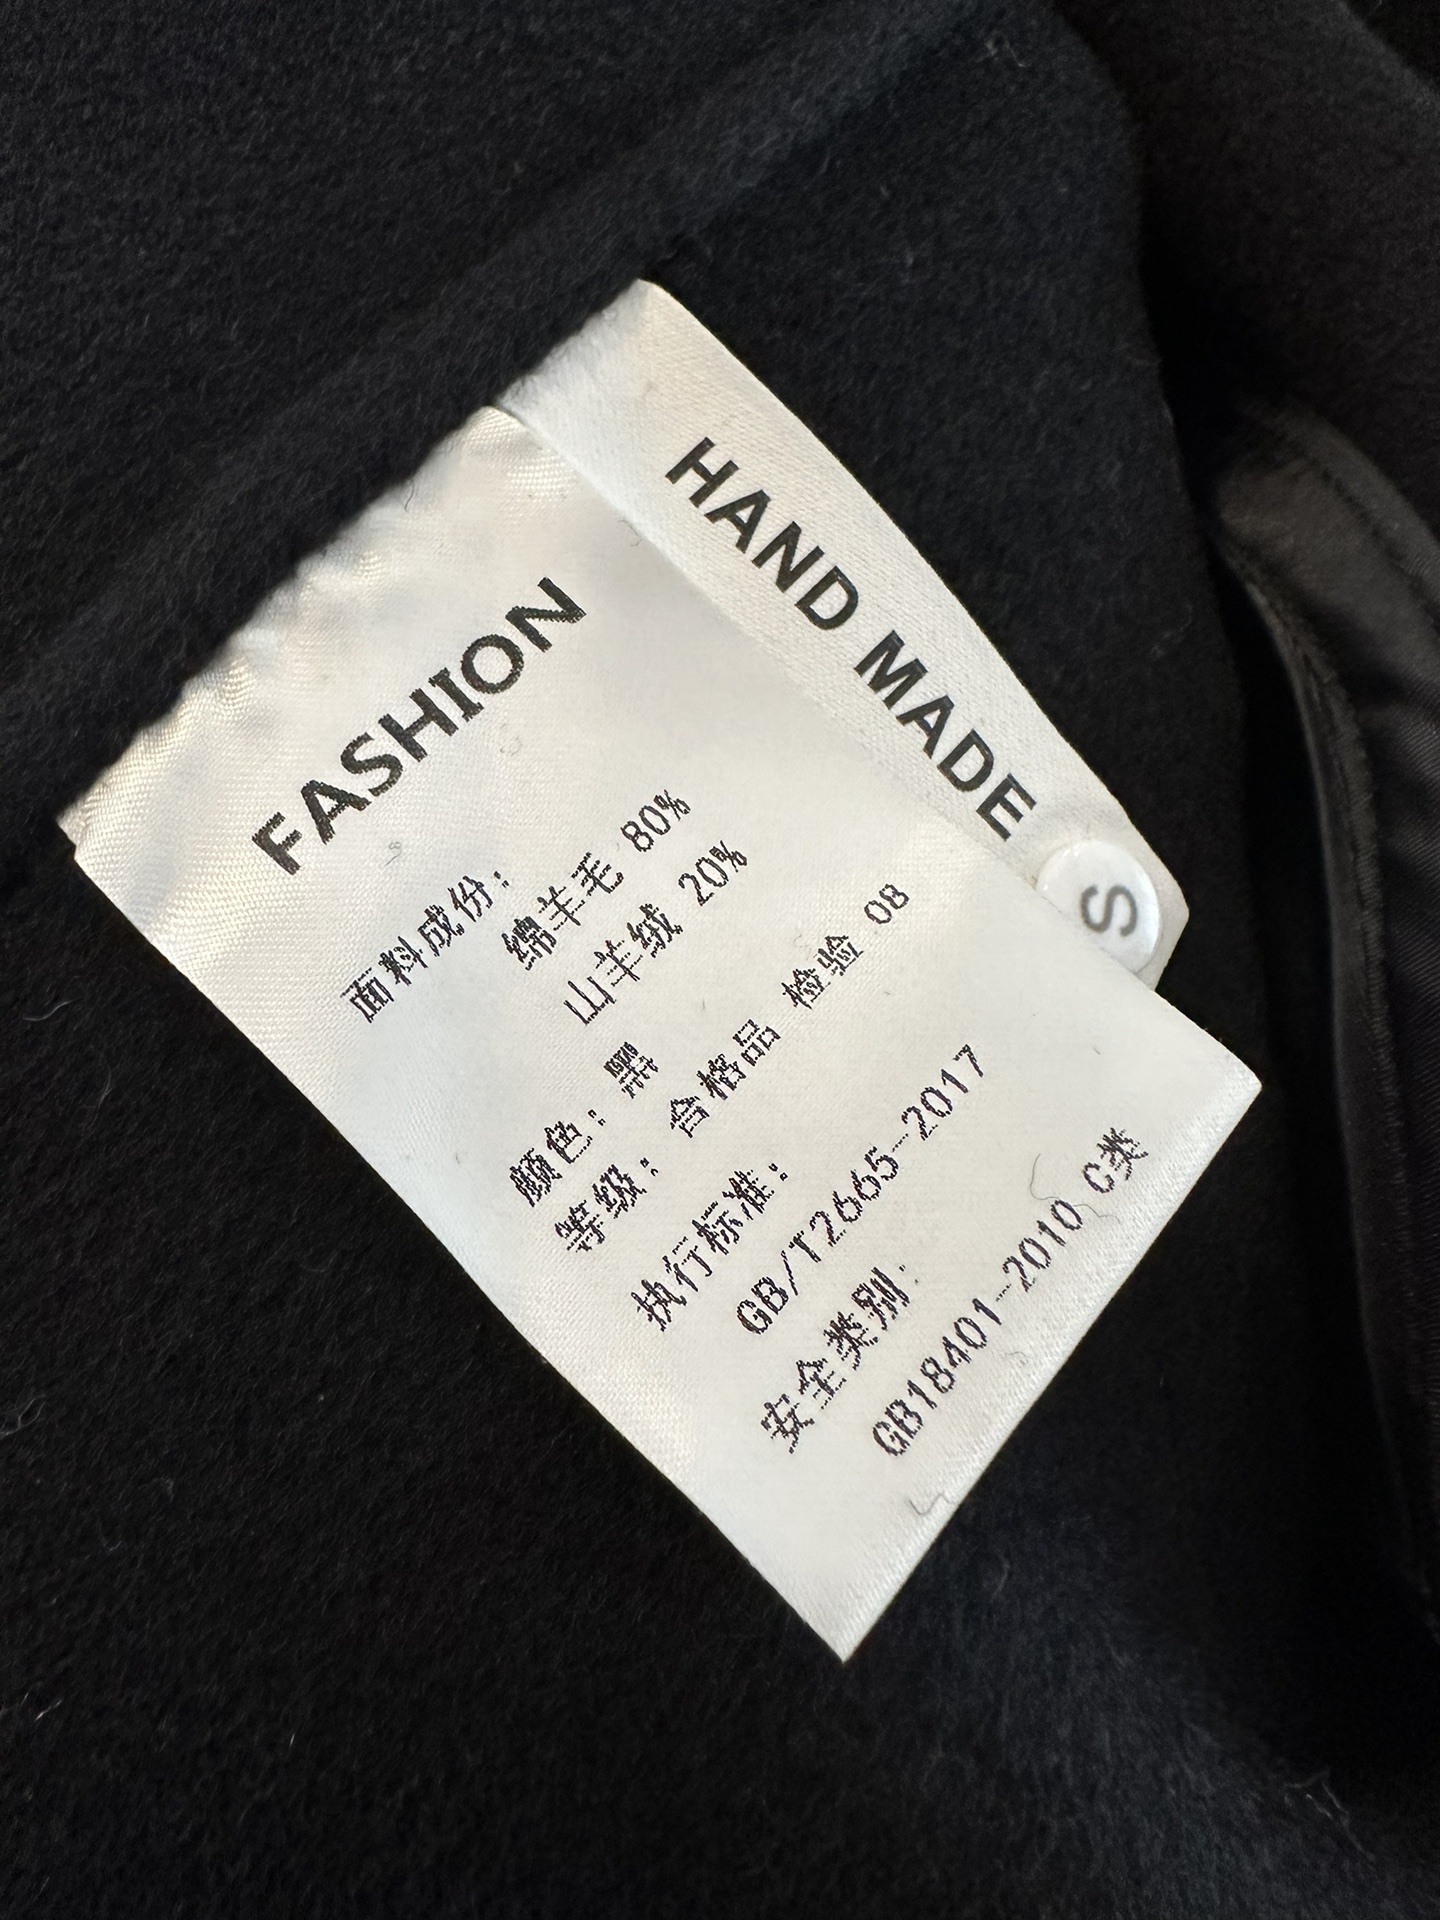 HAND MADE
S
FASHION
面料成份：
绵羊毛 80%
山羊绒 20%
颜色：黑
等级：合格品 检验 08
执行标准：
GB/T2665-2017
安全类别：
GB18401-2010 C类